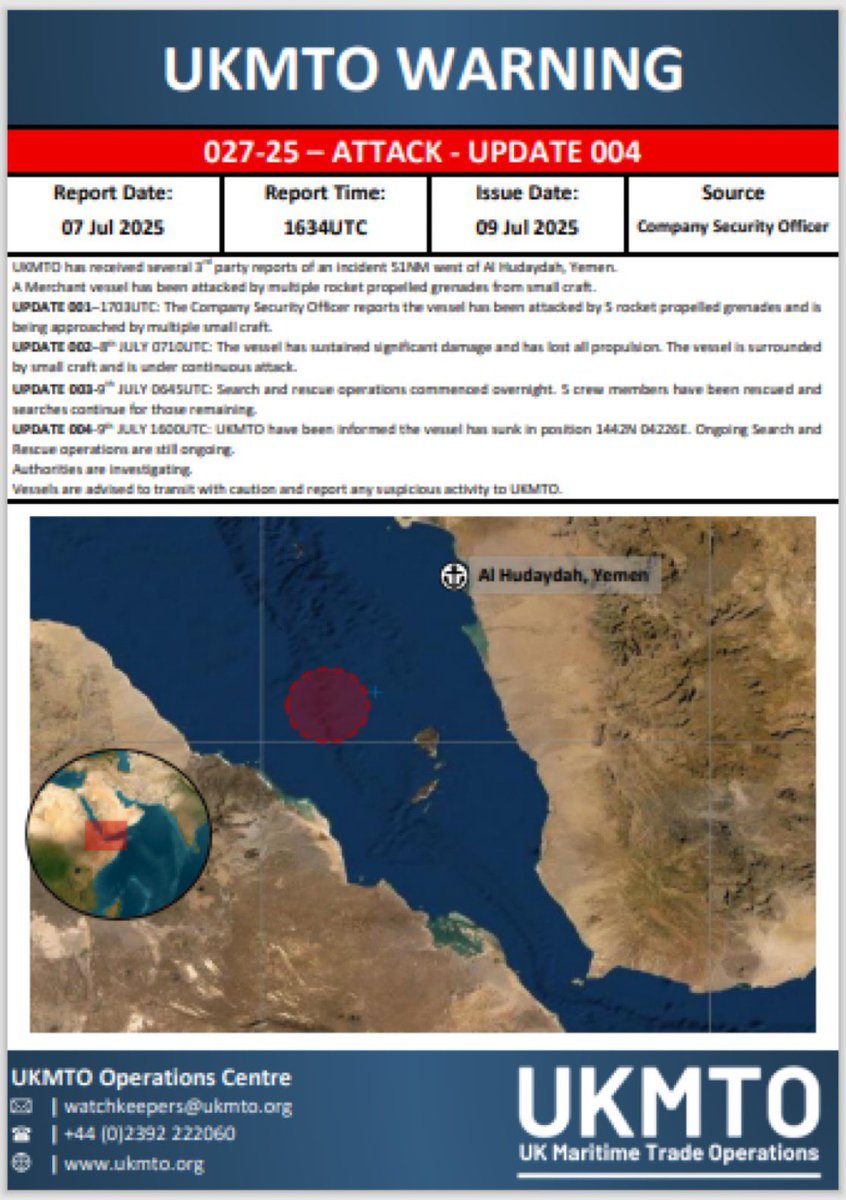 UKMTO WARNING
027-25 – ATTACK - UPDATE 004
Report Date:
07 Jul 2025
Report Time:
1634UTC
Issue Date:
09 Jul 2025
Source
Company Security Officer
UKMTO has received several 3rd party reports of an incident 51NM west of Al Hudaydah, Yemen.
A Merchant vessel has been attacked by multiple rocket propelled grenades from small craft.
UPDATE 001–1703UTC: The Company Security Officer reports the vessel has been attacked by 5 rocket propelled grenades and is
being approached by multiple small craft.
UPDATE 002–8th JULY 0710UTC: The vessel has sustained significant damage and has lost all propulsion. The vessel is surrounded
by small craft and is under continuous attack.
UPDATE 003-9th JULY 0645UTC: Search and rescue operations commenced overnight. 5 crew members have been rescued and
searches continue for those remaining.
UPDATE 004-9th JULY 1600UTC: UKMTO have been informed the vessel has sunk in position 1442N 04226E. Ongoing Search and
Rescue operations are still ongoing.
Authorities are investigating.
Vessels are advised to transit with caution and report any suspicious activity to UKMTO.
Al Hudaydah, Yemen
UKMTO Operations Centre
| watchkeepers@ukmto.org
| +44 (0)2392 222060
| www.ukmto.org
UKMTO
UK Maritime Trade Operations